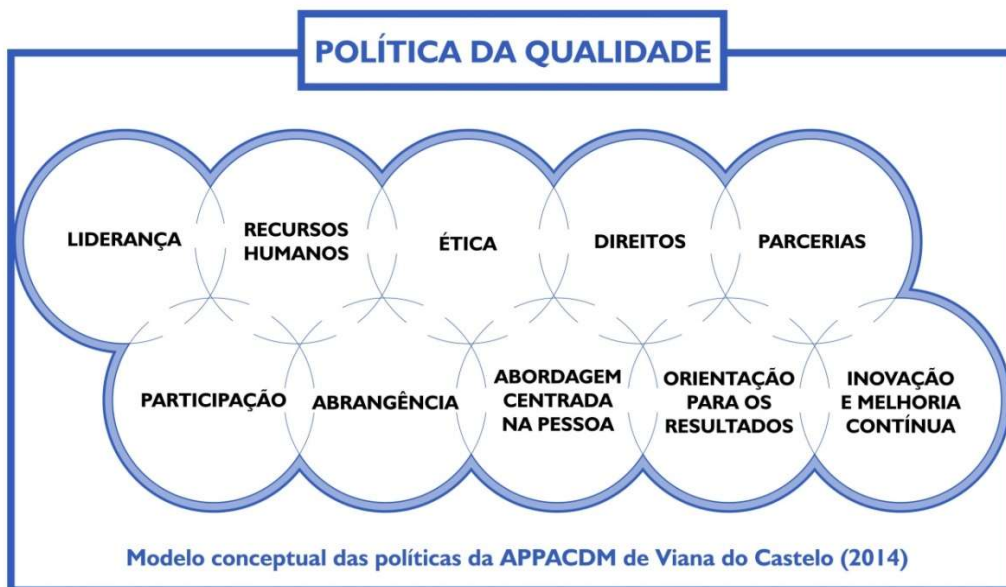 POLÍTICA DA QUALIDADE
LIDERANÇA
RECURSOS
HUMANOS
ÉTICA
DIREITOS
PARCERIAS
PARTICIPAÇÃO
ABRANGÊNCIA
ABORDAGEM
CENTRADA
NA PESSOA
ORIENTAÇÃO
PARA OS
RESULTADOS
INOVAÇÃO
E MELHORIA
CONTÍNUA
Modelo conceptual das políticas da APPACDM de Viana do Castelo (2014)